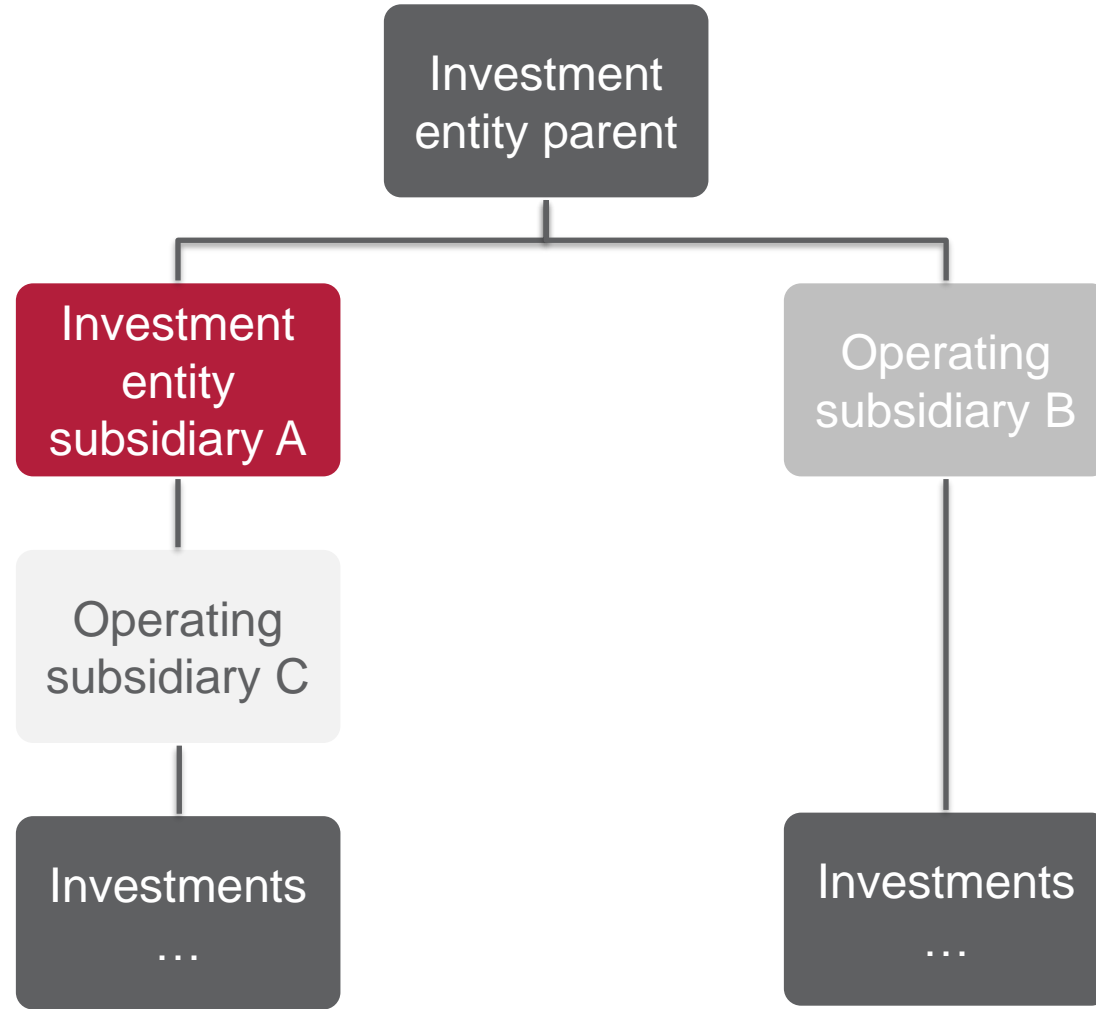 Investment
entity parent
Investment
entity
subsidiary A
Operating
subsidiary B
Operating
subsidiary C
Investments
…
Investments
…